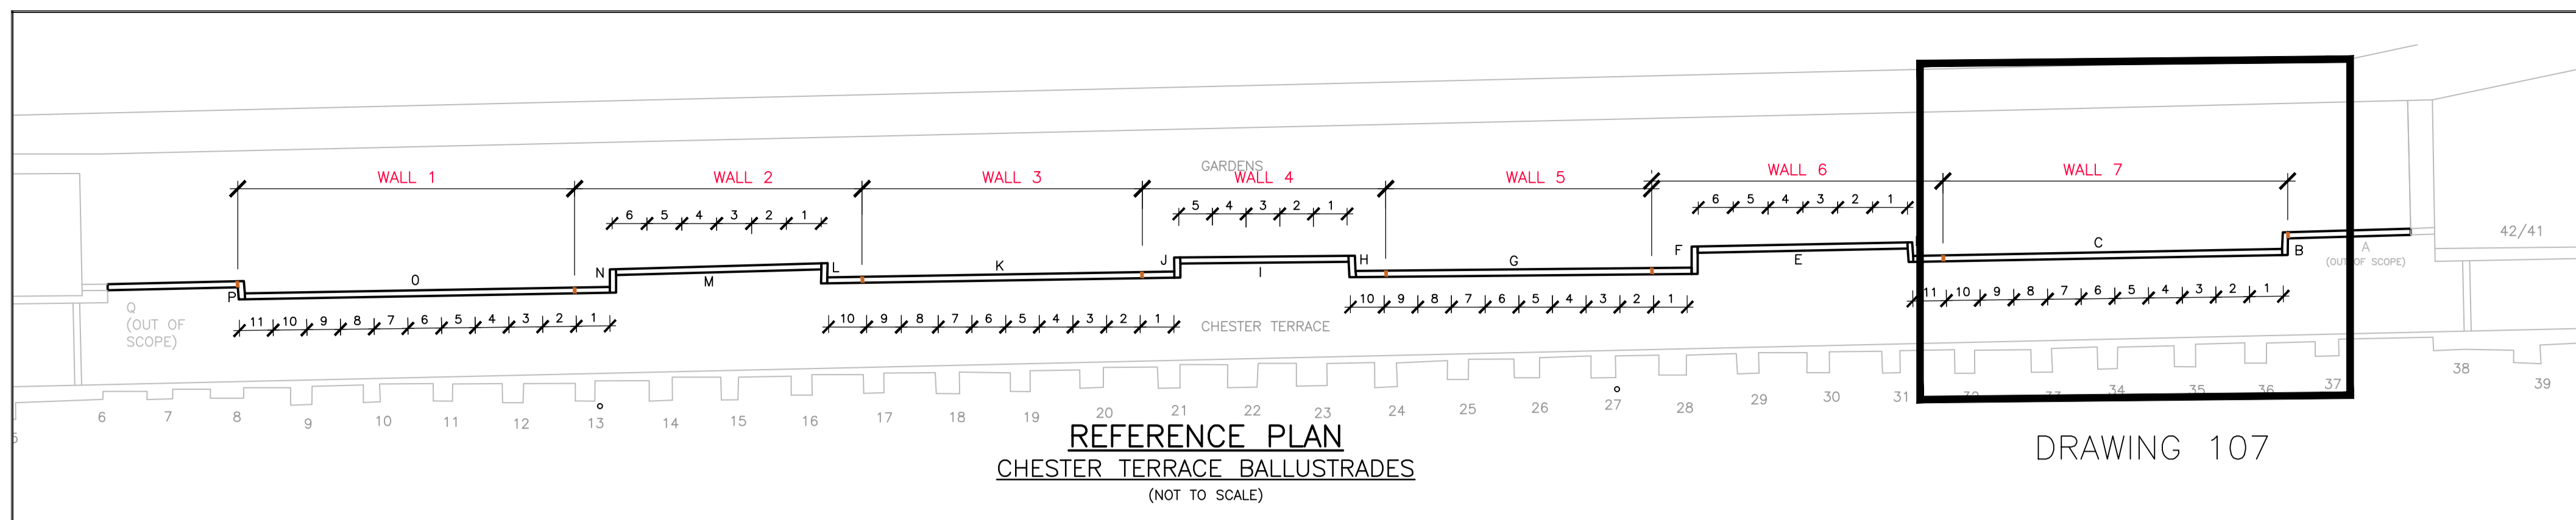 GARDENS
WALL 1
WALL 2
WALL 3
WALL 4
WALL 5
WALL 6
WALL 7
6 5 4 3 2 1
5 4 3 2 1
6 5 4 3 2 1
P
O
N
M
L
K
J
I
H
G
F
E
C
B
A
(OUT OF SCOPE)
42/41
Q
(OUT OF
SCOPE)
11 10 9 8 7 6 5 4 3 2 1
10 9 8 7 6 5 4 3 2 1
10 9 8 7 6 5 4 3 2 1
11 10 9 8 7 6 5 4 3 2 1
CHESTER TERRACE
6 7 8 9 10 11 12 13 14 15 16 17 18 19 20 21 22 23 24 25 26 27 28 29 30 31 32 33 34 35 36 37 38 39
REFERENCE PLAN
CHESTER TERRACE BALLUSTRADES
(NOT TO SCALE)
DRAWING 107